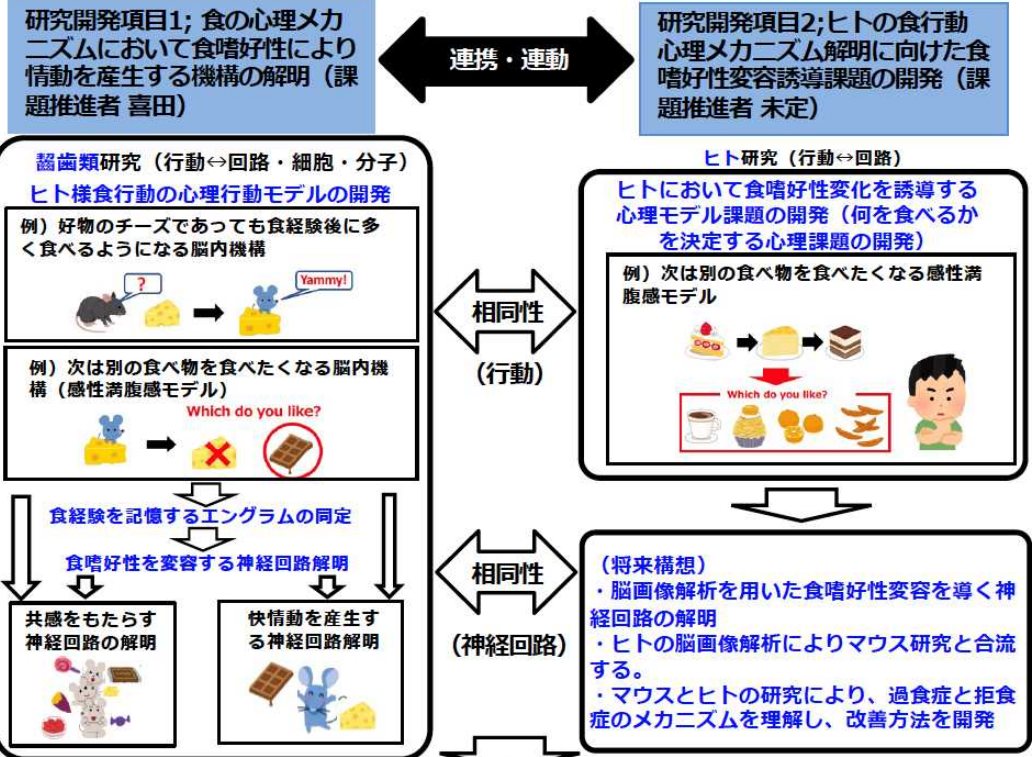 研究開発項目1; 食の心理メカ
ニズムにおいて食嗜好性により
情動を産生する機構の解明（課
題推進者 喜田）
連携・連動
研究開発項目2;ヒトの食行動
心理メカニズム解明に向けた食
嗜好性変容誘導課題の開発（課
題推進者 未定）
齧歯類研究（行動↔回路・細胞・分子）
ヒト様食行動の心理行動モデルの開発
例）好物のチーズであっても食経験後に多
く食べるようになる脳内機構
?
Yammy!
例）次は別の食べ物を食べたくなる脳内機
構（感性満腹感モデル）
Which do you like?
食経験を記憶するエングラムの同定
食嗜好性を変容する神経回路解明
共感をもたらす
神経回路の解明
快情動を産生す
る神経回路解明
相同性
（行動）
相同性
（神経回路）
ヒト研究（行動↔回路）
ヒトにおいて食嗜好性変化を誘導する
心理モデル課題の開発（何を食べるか
を決定する心理課題の開発）
例）次は別の食べ物を食べたくなる感性満
腹感モデル
Which do you like?
（将来構想）
・脳画像解析を用いた食嗜好性変容を導く神
経回路の解明
・ヒトの脳画像解析によりマウス研究と合流
する。
・マウスとヒトの研究により、過食症と拒食
症のメカニズムを理解し、改善方法を開発